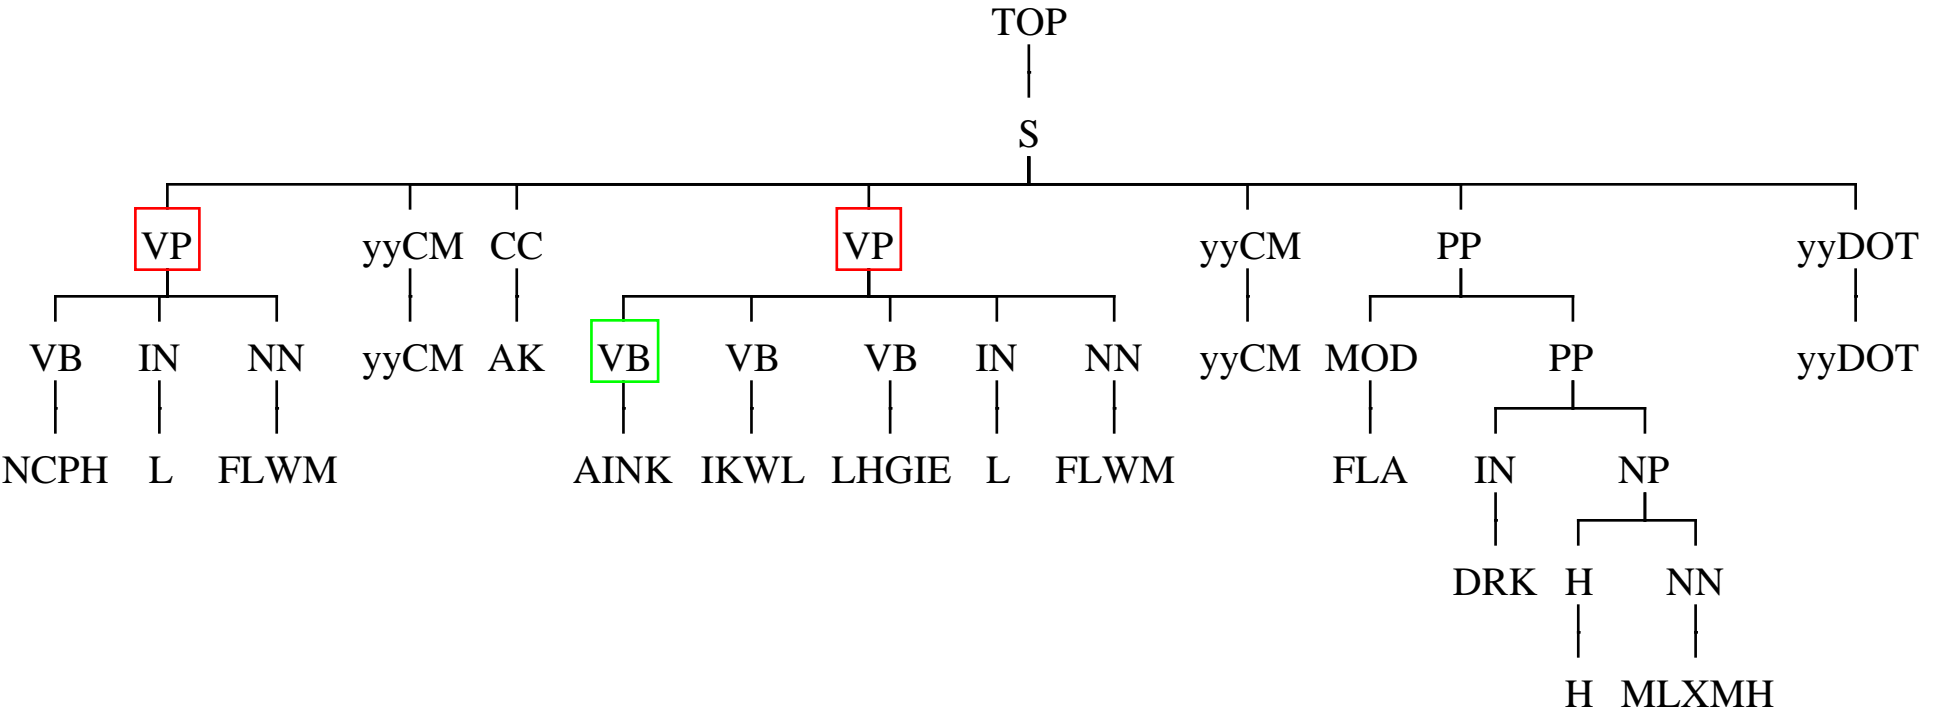 TOP
S
VP yyCM CC VP yyCM PP yyDOT
VB IN NN yyCM AK VB VB VB IN NN yyCM MOD PP yyDOT
NCPH L FLWM AINK IKWL LHGIE L FLWM FLA IN NP
DRK H NN
H MLXMH